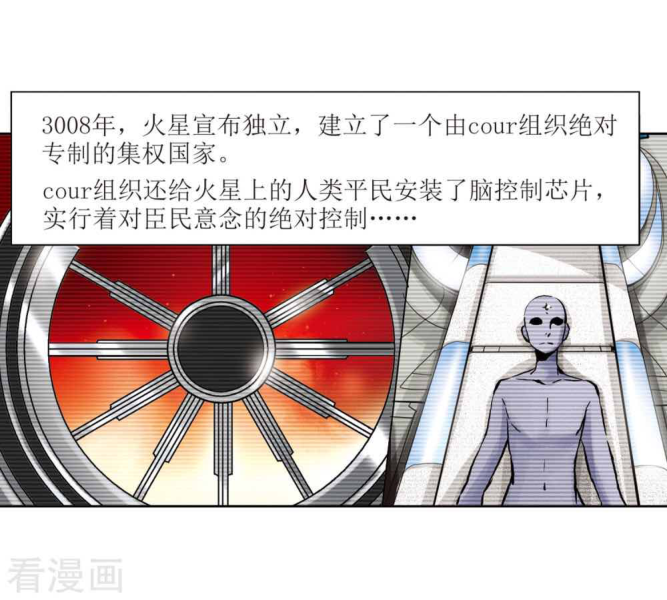 3008年，火星宣布独立，建立了一个由cour组织绝对
专制的集权国家。
cour组织还给火星上的人类平民安装了脑控制芯片，
实行着对臣民意念的绝对控制……
看漫画